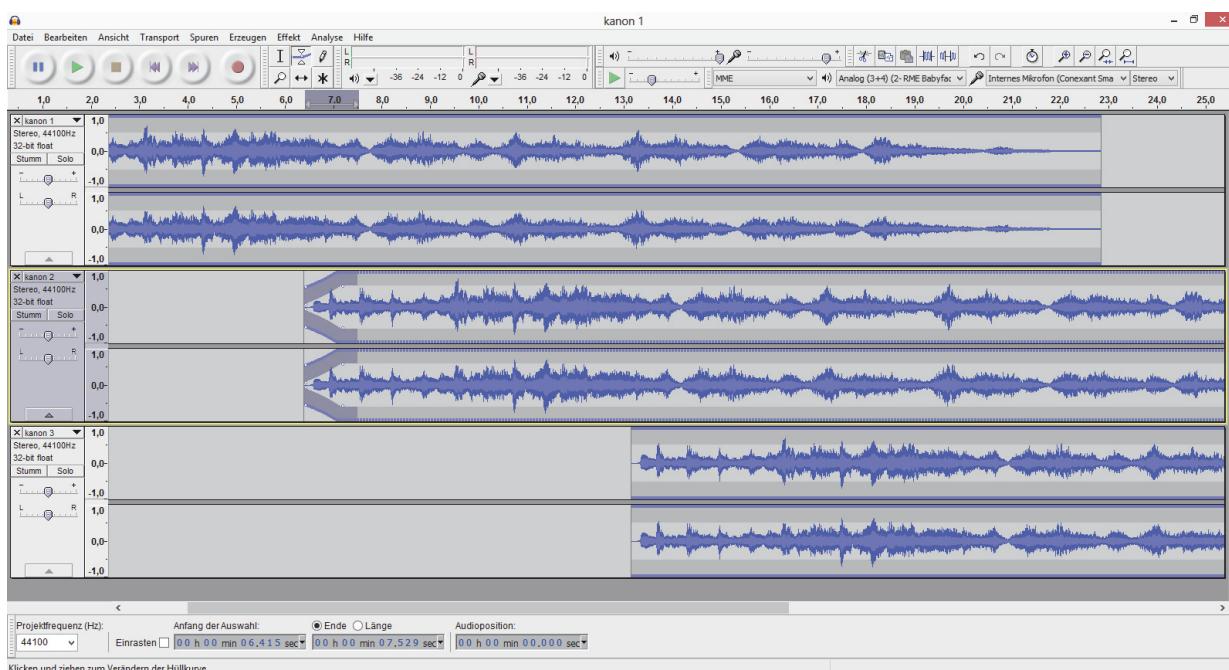 kanon 1
Datei Bearbeiten Ansicht Transport Spuren Erzeugen Effekt Analyse Hilfe
L
R
L
R
-36 -24 -12 0
-36 -24 -12 0
MME
Analog (3+4) (2- RME Babyfac
Internes Mikrofon (Conexant Sma
Stereo
1,0 2,0 3,0 4,0 5,0 6,0 7,0 8,0 9,0 10,0 11,0 12,0 13,0 14,0 15,0 16,0 17,0 18,0 19,0 20,0 21,0 22,0 23,0 24,0 25,0
X kanon 1
Stereo, 44100Hz
32-bit float
Stumm Solo
- +
L R
1,0
0,0-
-1,0
1,0
0,0-
-1,0
X kanon 2
Stereo, 44100Hz
32-bit float
Stumm Solo
- +
L R
1,0
0,0-
-1,0
1,0
0,0-
-1,0
X kanon 3
Stereo, 44100Hz
32-bit float
Stumm Solo
- +
L R
1,0
0,0-
-1,0
1,0
0,0-
-1,0
Projektfrequenz (Hz): Anfang der Auswahl: Ende Länge Audioposition:
44100 Einrasten 00 h 00 min 06,415 sec 00 h 00 min 07,529 sec 00 h 00 min 00,000 sec
Klicken und ziehen zum Verändern der Hüllkurve